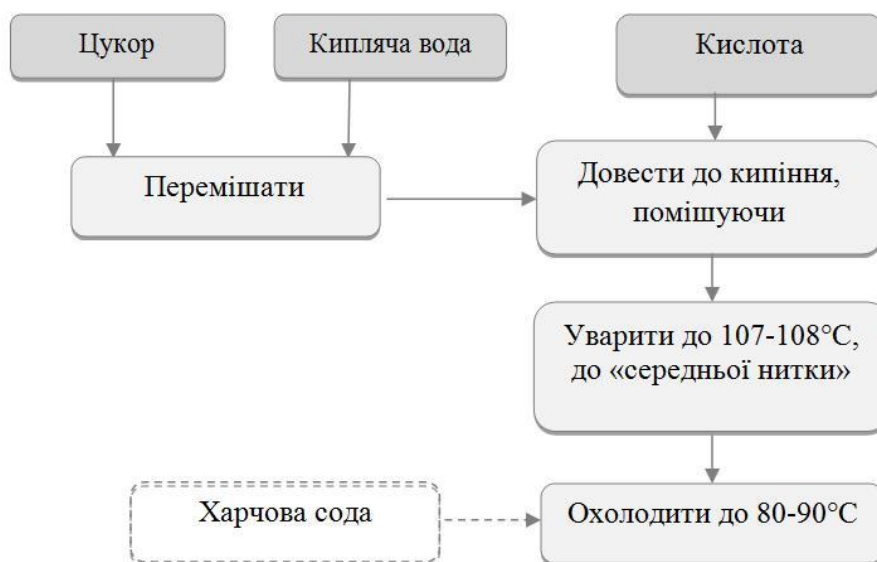 Цукор
Кипляча вода
Кислота
Перемішати
Довести до кипіння,
помішуючи
Уварити до 107-108°С,
до «середньої нитки»
Харчова сода
Охолодити до 80-90°С